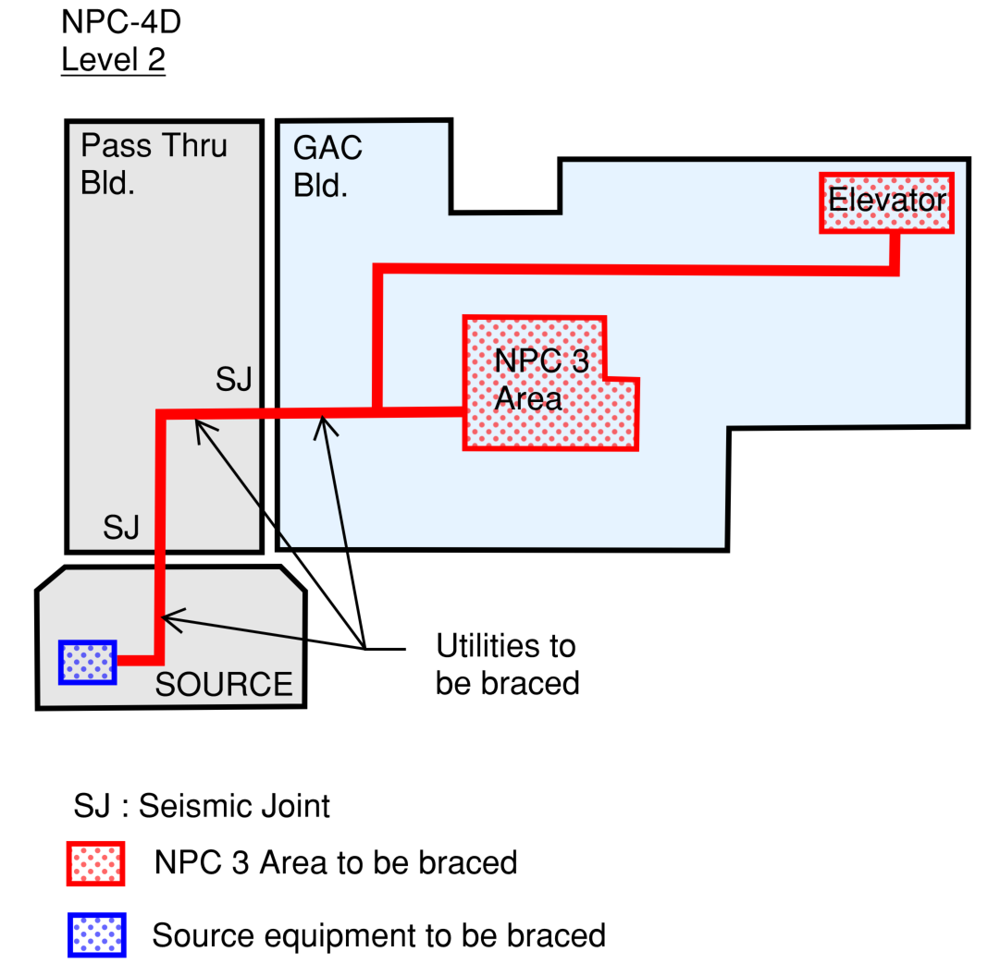 NPC-4D
Level 2
Pass Thru
Bld.
GAC
Bld.
Elevator
NPC 3
Area
SJ
SJ
SOURCE
Utilities to
be braced
SJ : Seismic Joint
NPC 3 Area to be braced
Source equipment to be braced